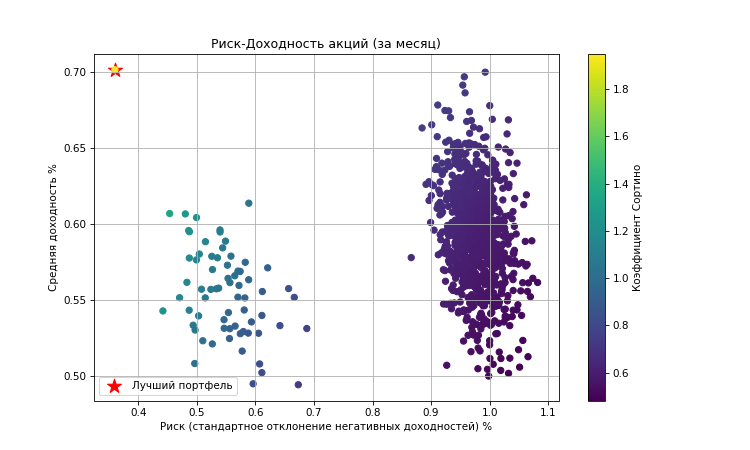 Риск-Доходность акций (за месяц)
Средняя доходность %
0.70
0.65
0.60
0.55
0.50
Лучший портфель
0.4 0.5 0.6 0.7 0.8 0.9 1.0 1.1
Риск (стандартное отклонение негативных доходностей) %
1.8
1.6
1.4
1.2
1.0
0.8
0.6
Коэффициент Сортино